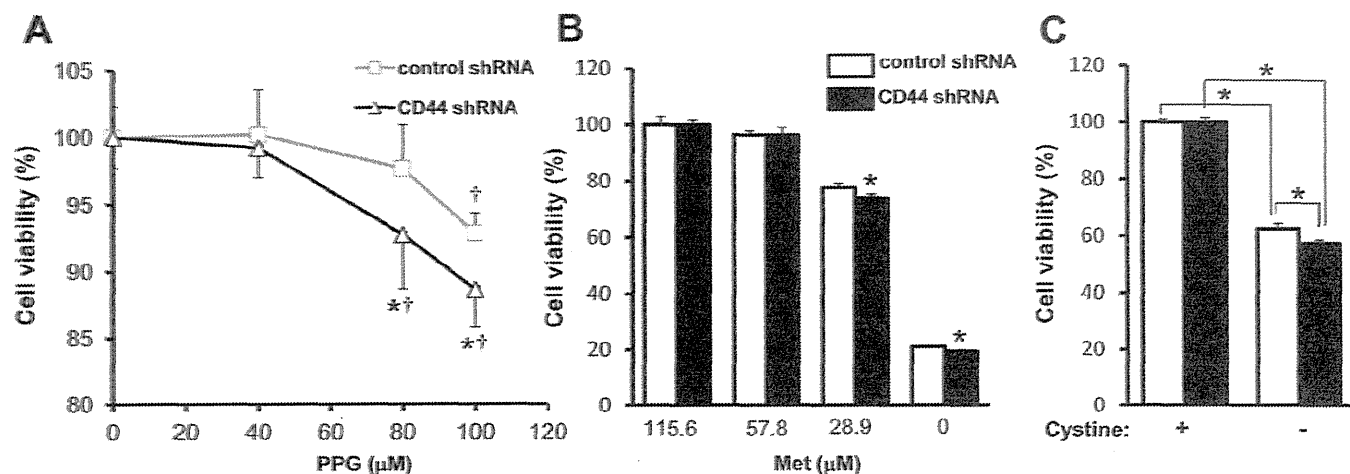 A
Cell viability (%)
105
100
95
90
85
80
0 20 40 60 80 100 120
PPG (μM)
control shRNA
CD44 shRNA
†
*†
*†
B
Cell viability (%)
120
100
80
60
40
20
0
115.6 57.8 28.9 0
Met (μM)
control shRNA
CD44 shRNA
*
*
C
Cell viability (%)
120
100
80
60
40
20
0
Cystine: + -
*
*
*